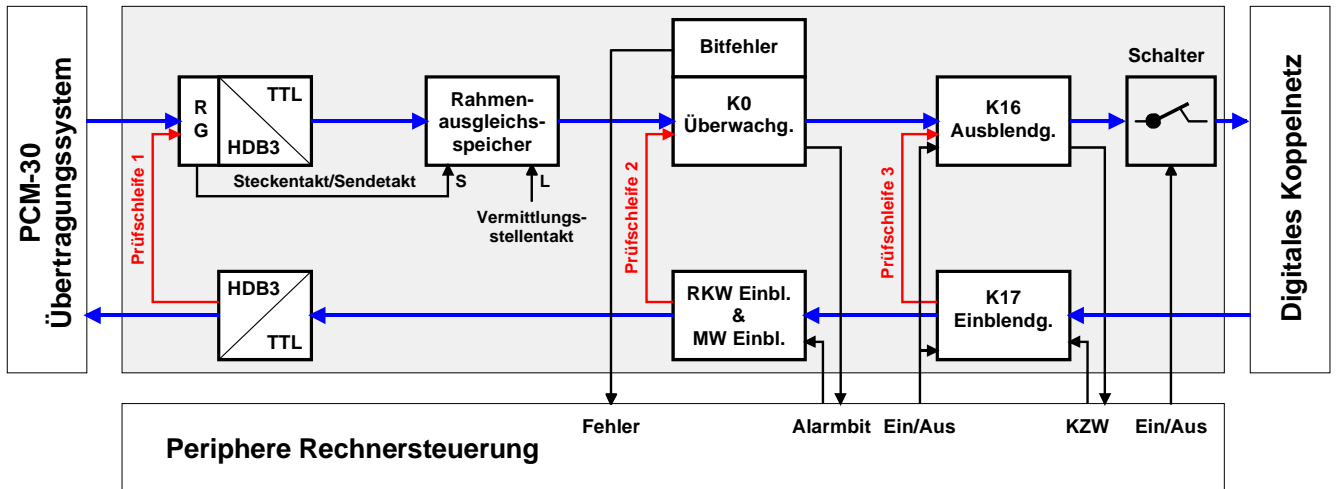 PCM-30
Übertragungssystem
R
G
TTL
HDB3
Prüfschleife 1
Steckentakt/Sendetakt
Rahmen-
ausgleichs-
speicher
S
L
Vermittlungs-
stellentakt
Bitfehler
K0
Überwachg.
Prüfschleife 2
K16
Ausblendg.
Prüfschleife 3
Schalter
Digitales Koppelnetz
HDB3
TTL
RKW Einbl.
&
MW Einbl.
K17
Einblendg.
Fehler
Alarmbit
Ein/Aus
KZW
Ein/Aus
Periphere Rechnersteuerung